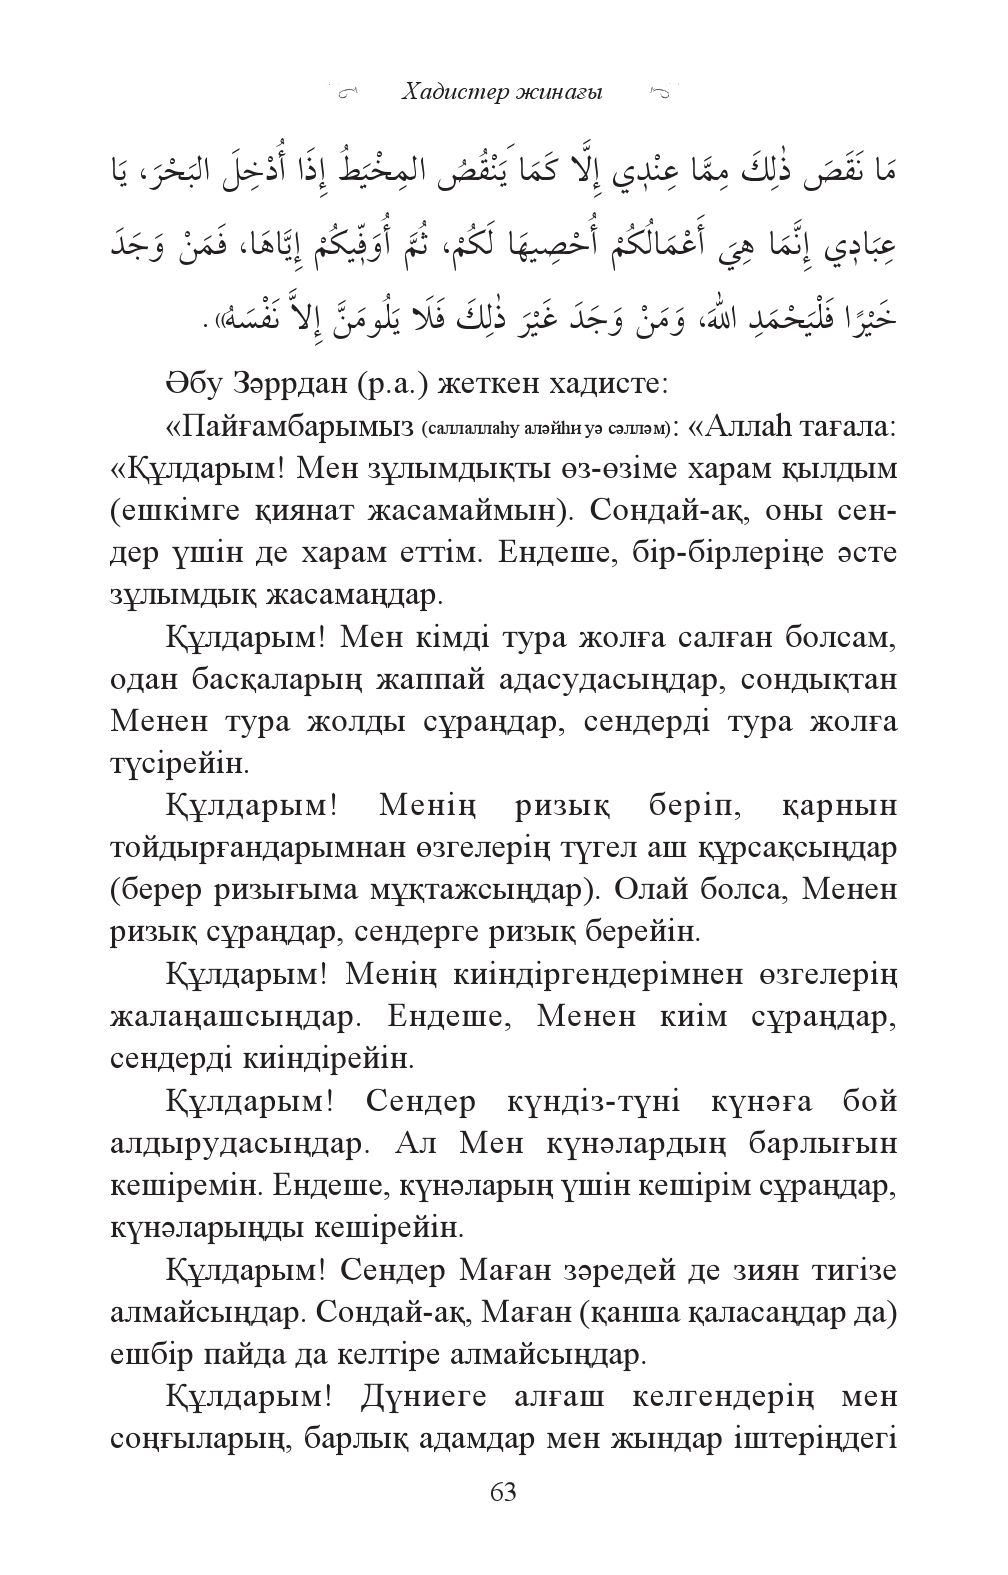 Хадистер жинағы
مَا نَقَصَ ذٰلِكَ مِمَّا عِنْدِي إِلَّا كَمَا يَنْقُصُ المِخْيَطُ إِذَا أُدْخِلَ البَحْرَ، يَا
عِبَادِي إِنَّمَا هِيَ أَعْمَالُكُمْ أُحْصِيهَا لَكُمْ، ثُمَّ أُوَفِّيكُمْ إِيَّاهَا، فَمَنْ وَجَدَ
خَيْرًا فَلْيَحْمَدِ اللهَ، وَمَنْ وَجَدَ غَيْرَ ذٰلِكَ فَلَا يَلُومَنَّ إِلاَّ نَفْسَهُ».
Әбу Зәррдан (р.а.) жеткен хадисте:
«Пайғамбарымыз (саллаллаһу аләйһи уә сәлләм): «Аллаһ тағала:
«Құлдарым! Мен зұлымдықты өз-өзіме харам қылдым
(ешкімге қиянат жасамаймын). Сондай-ақ, оны сен-
дер үшін де харам еттім. Ендеше, бір-бірлеріңе әсте
зұлымдық жасамаңдар.
Құлдарым! Мен кімді тура жолға салған болсам,
одан басқаларың жаппай адасудасыңдар, сондықтан
Менен тура жолды сұраңдар, сендерді тура жолға
түсірейін.
Құлдарым! Менің ризық беріп, қарнын
тойдырғандарымнан өзгелерің түгел аш құрсақсыңдар
(берер ризығыма мұқтажсыңдар). Олай болса, Менен
ризық сұраңдар, сендерге ризық берейін.
Құлдарым! Менің киіндіргендерімнен өзгелерің
жалаңашсыңдар. Ендеше, Менен киім сұраңдар,
сендерді киіндірейін.
Құлдарым! Сендер күндіз-түні күнәға бой
алдырудасыңдар. Ал Мен күнәлардың барлығын
кешіремін. Ендеше, күнәларың үшін кешірім сұраңдар,
күнәларыңды кешірейін.
Құлдарым! Сендер Маған зәредей де зиян тигізе
алмайсыңдар. Сондай-ақ, Маған (қанша қаласаңдар да)
ешбір пайда да келтіре алмайсыңдар.
Құлдарым! Дүниеге алғаш келгендерің мен
соңғыларың, барлық адамдар мен жындар іштеріңдегі
63